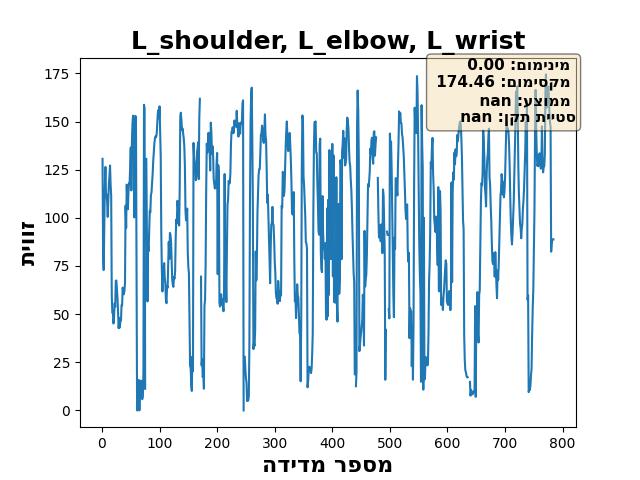 L_shoulder, L_elbow, L_wrist
מינימום: 0.00
מקסימום: 174.46
ממוצע: nan
סטיית תקן: nan
175
150
125
100
75
50
25
0
זווית
0 100 200 300 400 500 600 700 800
מספר מדידה